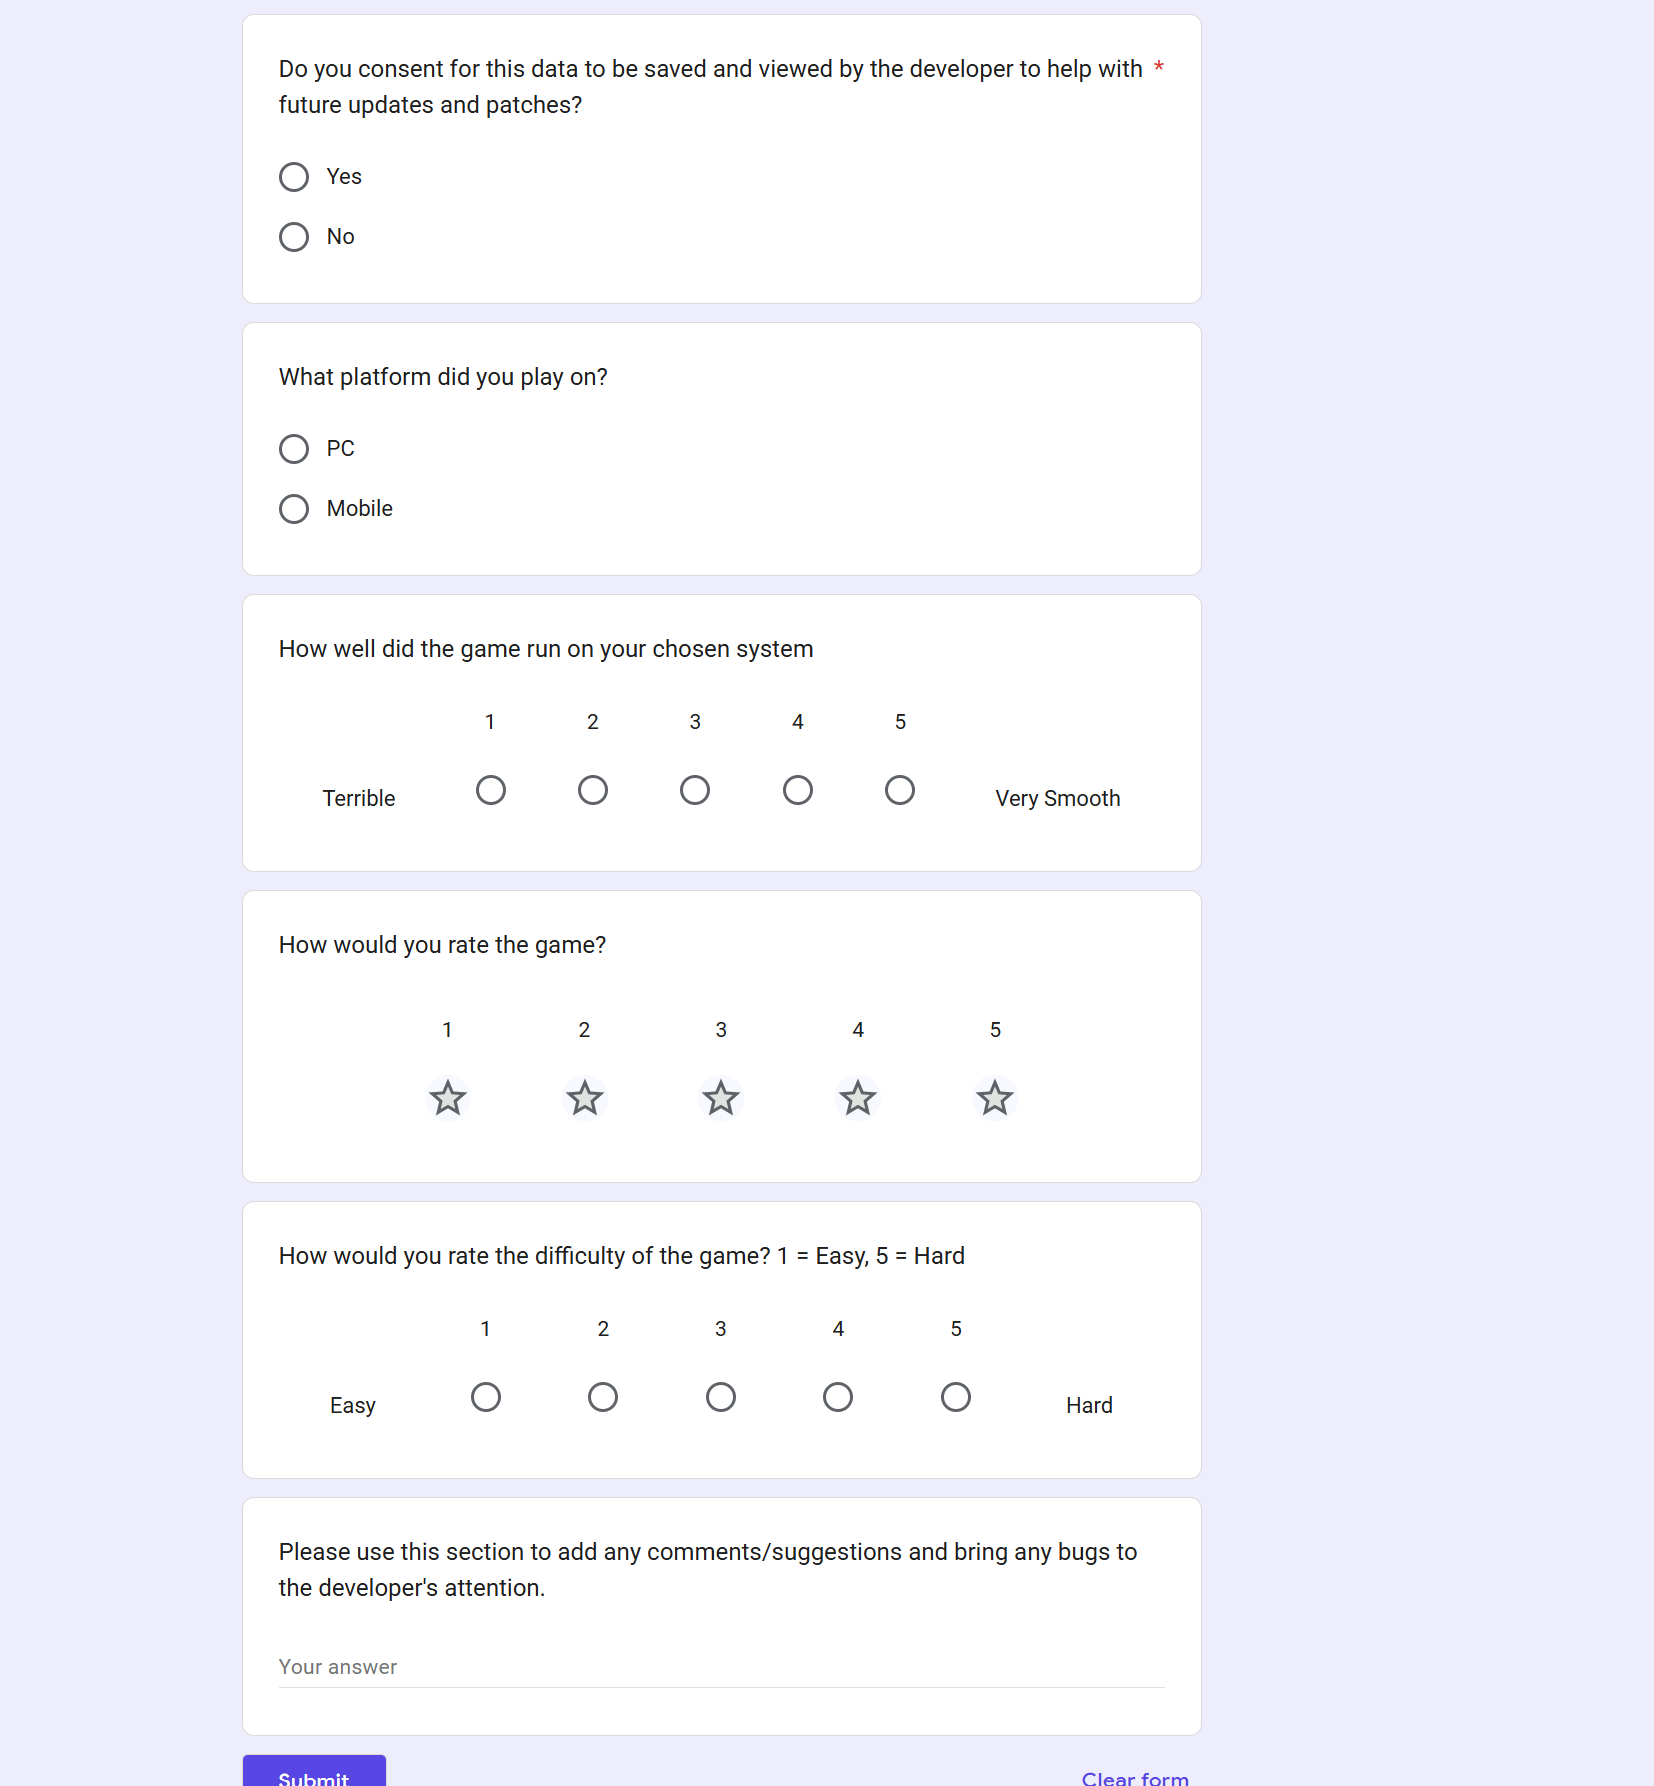 Do you consent for this data to be saved and viewed by the developer to help with *
future updates and patches?
Yes
No
What platform did you play on?
PC
Mobile
How well did the game run on your chosen system
1 2 3 4 5
Terrible Very Smooth
How would you rate the game?
1 2 3 4 5
How would you rate the difficulty of the game? 1 = Easy, 5 = Hard
1 2 3 4 5
Easy Hard
Please use this section to add any comments/suggestions and bring any bugs to
the developer's attention.
Your answer
Submit Clear form